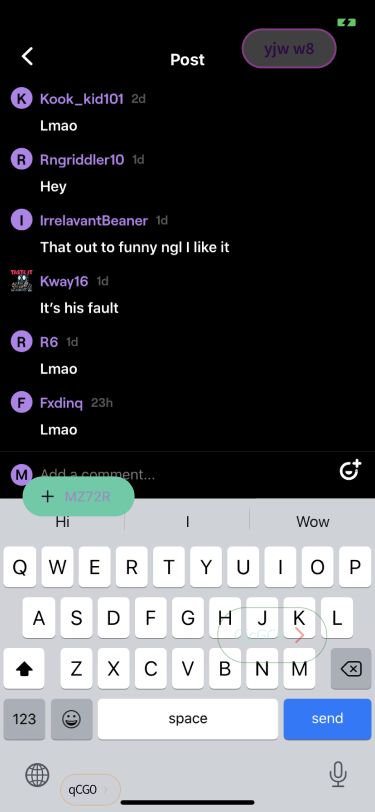 yjw w8
Post
K Kook_kid101 2d
Lmao
R Rngriddler10 1d
Hey
I IrrelavantBeaner 1d
That out to funny ngl I like it
TASTE IT
Kway16 1d
It's his fault
R R6 1d
Lmao
F Fxdinq 23h
Lmao
M Add a comment...
+ MZ72R
Hi I Wow
Q W E R T Y U I O P
A S D F G H J K L
Z X C V B N M
123 space send
qCGO